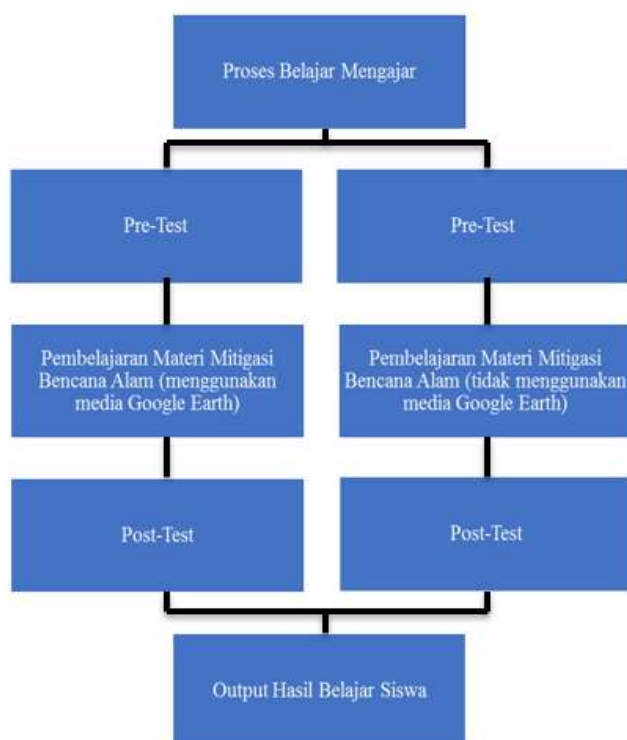 Proses Belajar Mengajar
Pre-Test
Pre-Test
Pembelajaran Materi Mitigasi
Bencana Alam (menggunakan
media Google Earth)
Pembelajaran Materi Mitigasi
Bencana Alam (tidak menggunakan
media Google Earth)
Post-Test
Post-Test
Output Hasil Belajar Siswa